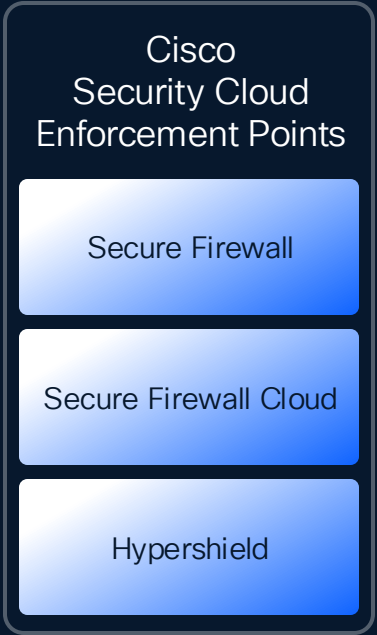 Cisco
Security Cloud
Enforcement Points
Secure Firewall
Secure Firewall Cloud
Hypershield